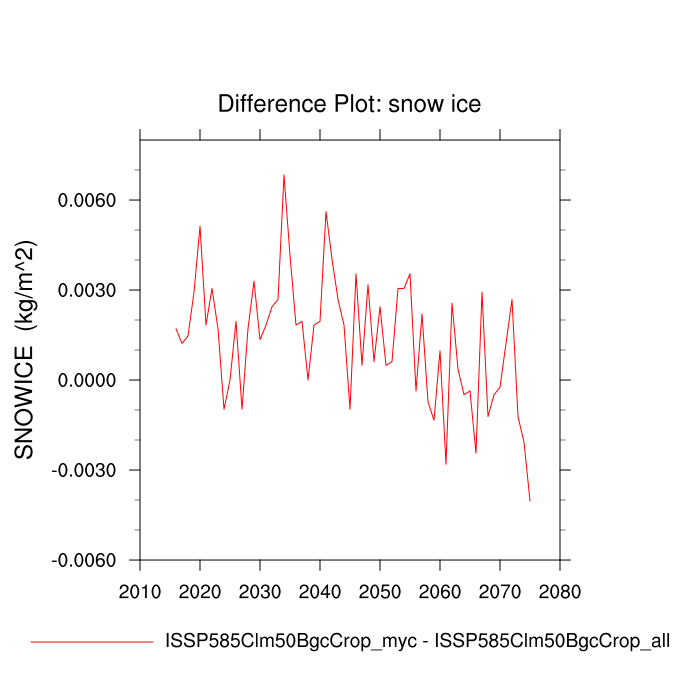 Difference Plot: snow ice
SNOWICE (kg/m^2)
0.0060
0.0030
0.0000
-0.0030
-0.0060
2010 2020 2030 2040 2050 2060 2070 2080
ISSP585Clm50BgcCrop_myc - ISSP585Clm50BgcCrop_all